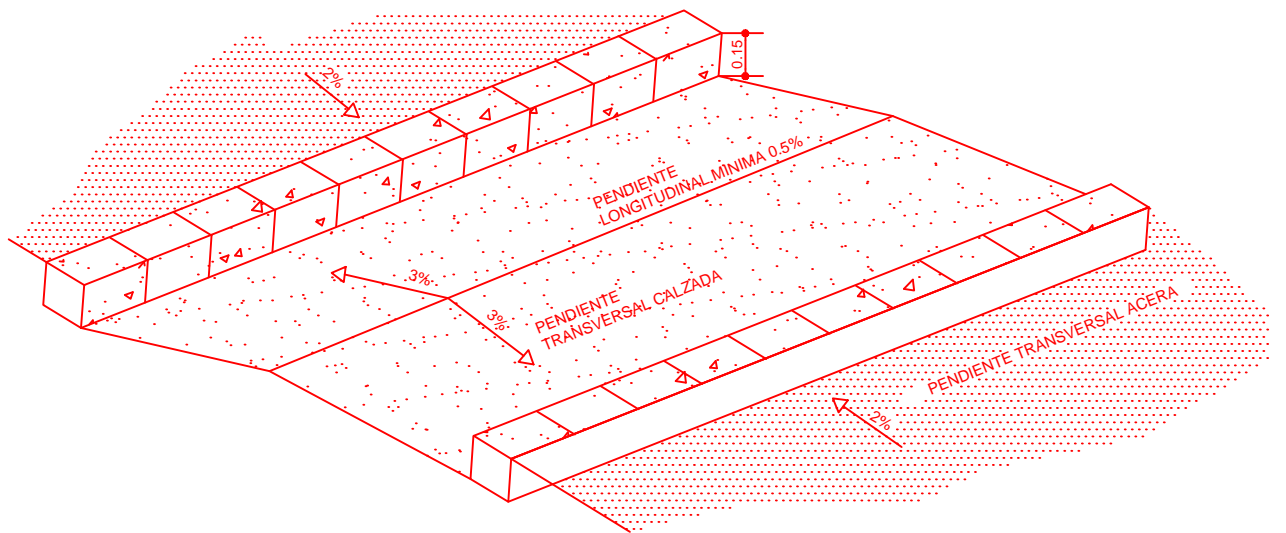 0.15
2%
PENDIENTE
LONGITUDINAL MINIMA 0.5%
3%
3%
PENDIENTE
TRANSVERSAL CALZADA
PENDIENTE TRANSVERSAL ACERA
2%